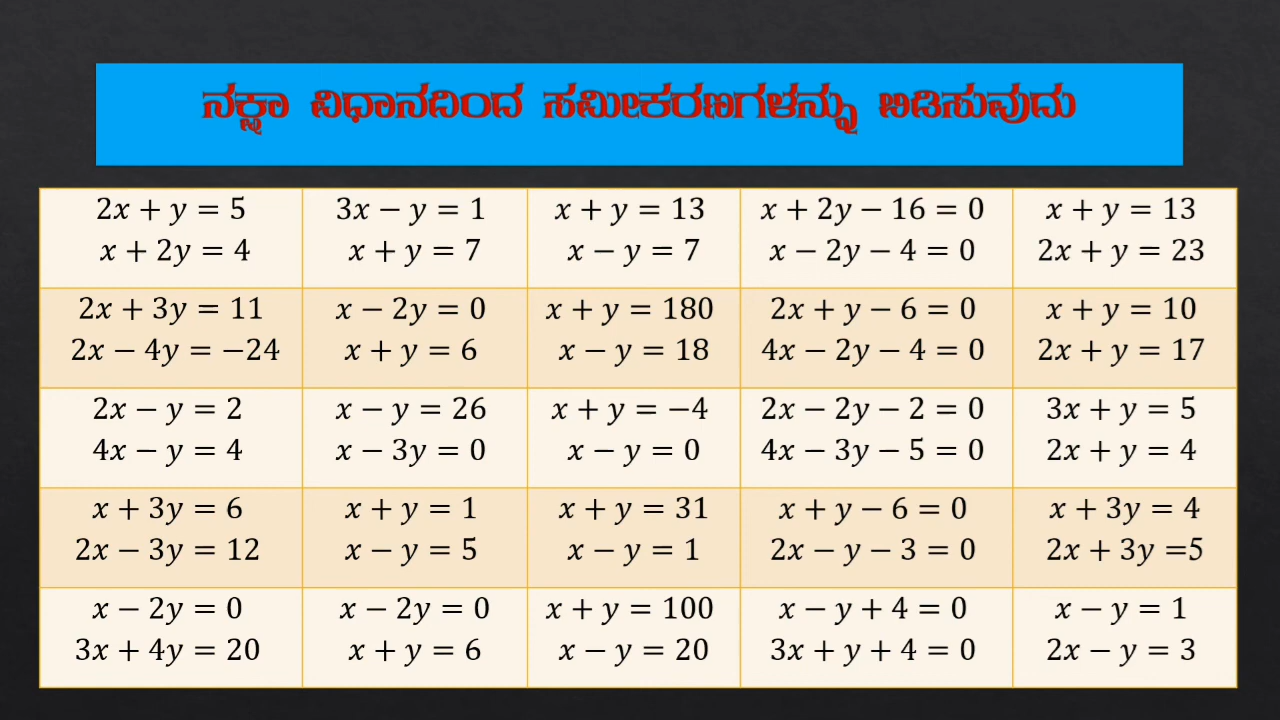 ನಕ್ಷಾ ವಿಧಾನದಿಂದ ಸಮೀಕರಣಗಳನ್ನು ಬಿಡಿಸುವುದು
2x + y = 5
x + 2y = 4
3x − y = 1
x + y = 7
x + y = 13
x − y = 7
x + 2y − 16 = 0
x − 2y − 4 = 0
x + y = 13
2x + y = 23
2x + 3y = 11
2x − 4y = −24
x − 2y = 0
x + y = 6
x + y = 180
x − y = 18
2x + y − 6 = 0
4x − 2y − 4 = 0
x + y = 10
2x + y = 17
2x − y = 2
4x − y = 4
x − y = 26
x − 3y = 0
x + y = −4
x − y = 0
2x − 2y − 2 = 0
4x − 3y − 5 = 0
3x + y = 5
2x + y = 4
x + 3y = 6
2x − 3y = 12
x + y = 1
x − y = 5
x + y = 31
x − y = 1
x + y − 6 = 0
2x − y − 3 = 0
x + 3y = 4
2x + 3y =5
x − 2y = 0
3x + 4y = 20
x − 2y = 0
x + y = 6
x + y = 100
x − y = 20
x − y + 4 = 0
3x + y + 4 = 0
x − y = 1
2x − y = 3